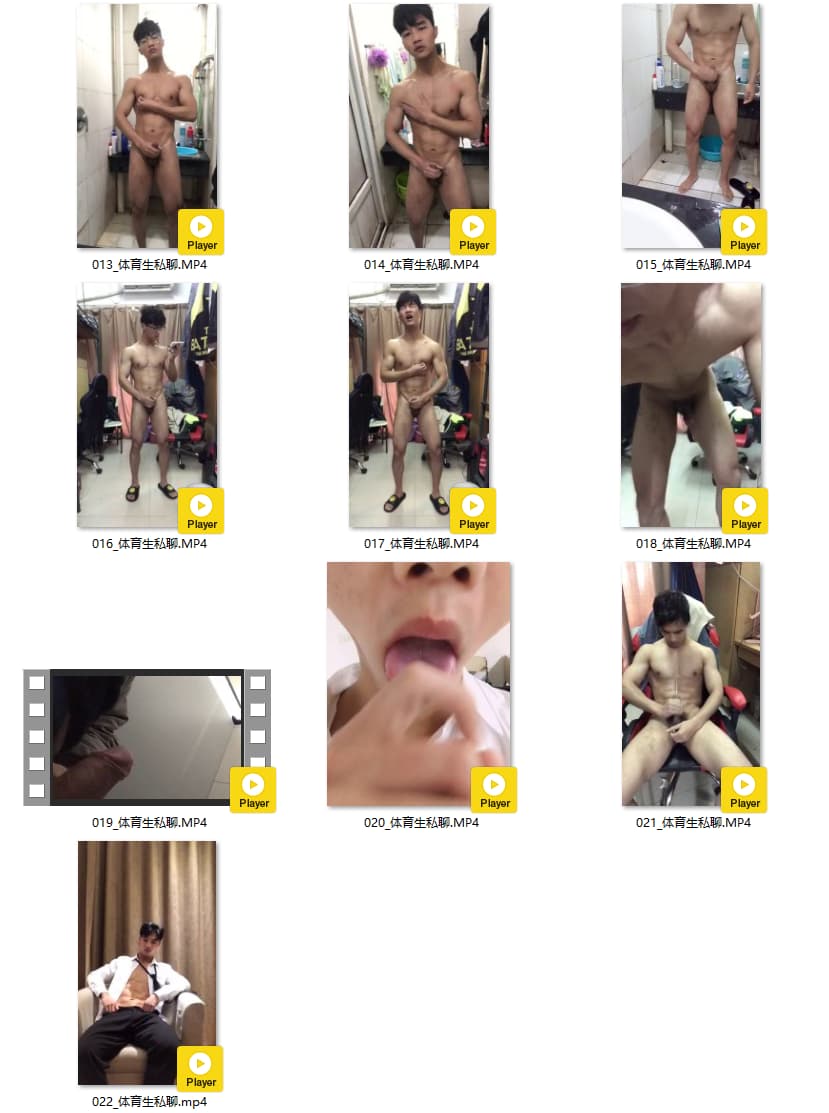 Player
Player
Player
013_体育生私聊.MP4
014_体育生私聊.MP4
015_体育生私聊.MP4
Player
Player
Player
016_体育生私聊.MP4
017_体育生私聊.MP4
018_体育生私聊.MP4
Player
Player
Player
019_体育生私聊.MP4
020_体育生私聊.MP4
021_体育生私聊.MP4
Player
022_体育生私聊.mp4